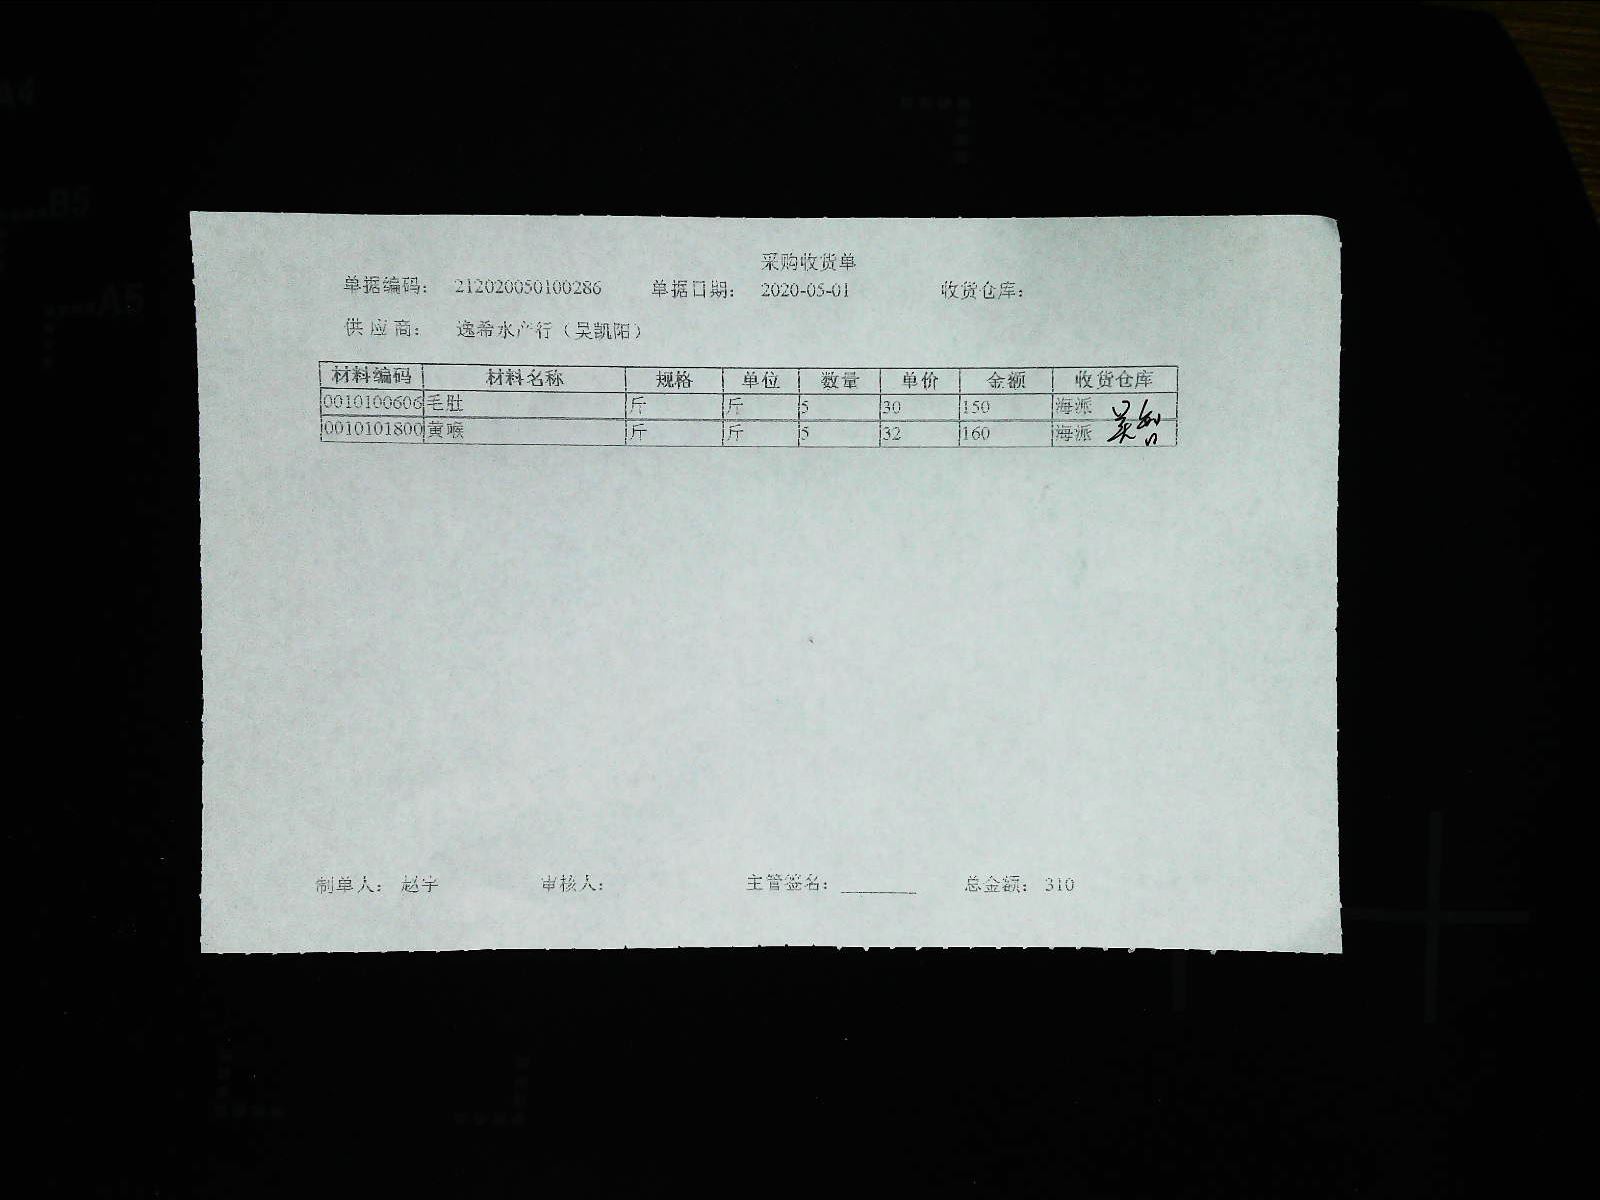 采购收货单
单据编码： 212020050100286 单据日期： 2020-05-01 收货仓库：
供应商： 逸希水产行（吴凯阳）
材料编码 材料名称 规格 单位 数量 单价 金额 收货仓库
0010100606 毛肚 斤 斤 5 30 150 海派
0010101800 黄喉 斤 斤 5 32 160 海派
制单人： 赵宇 审核人： 主管签名： 总金额： 310
B5
A5